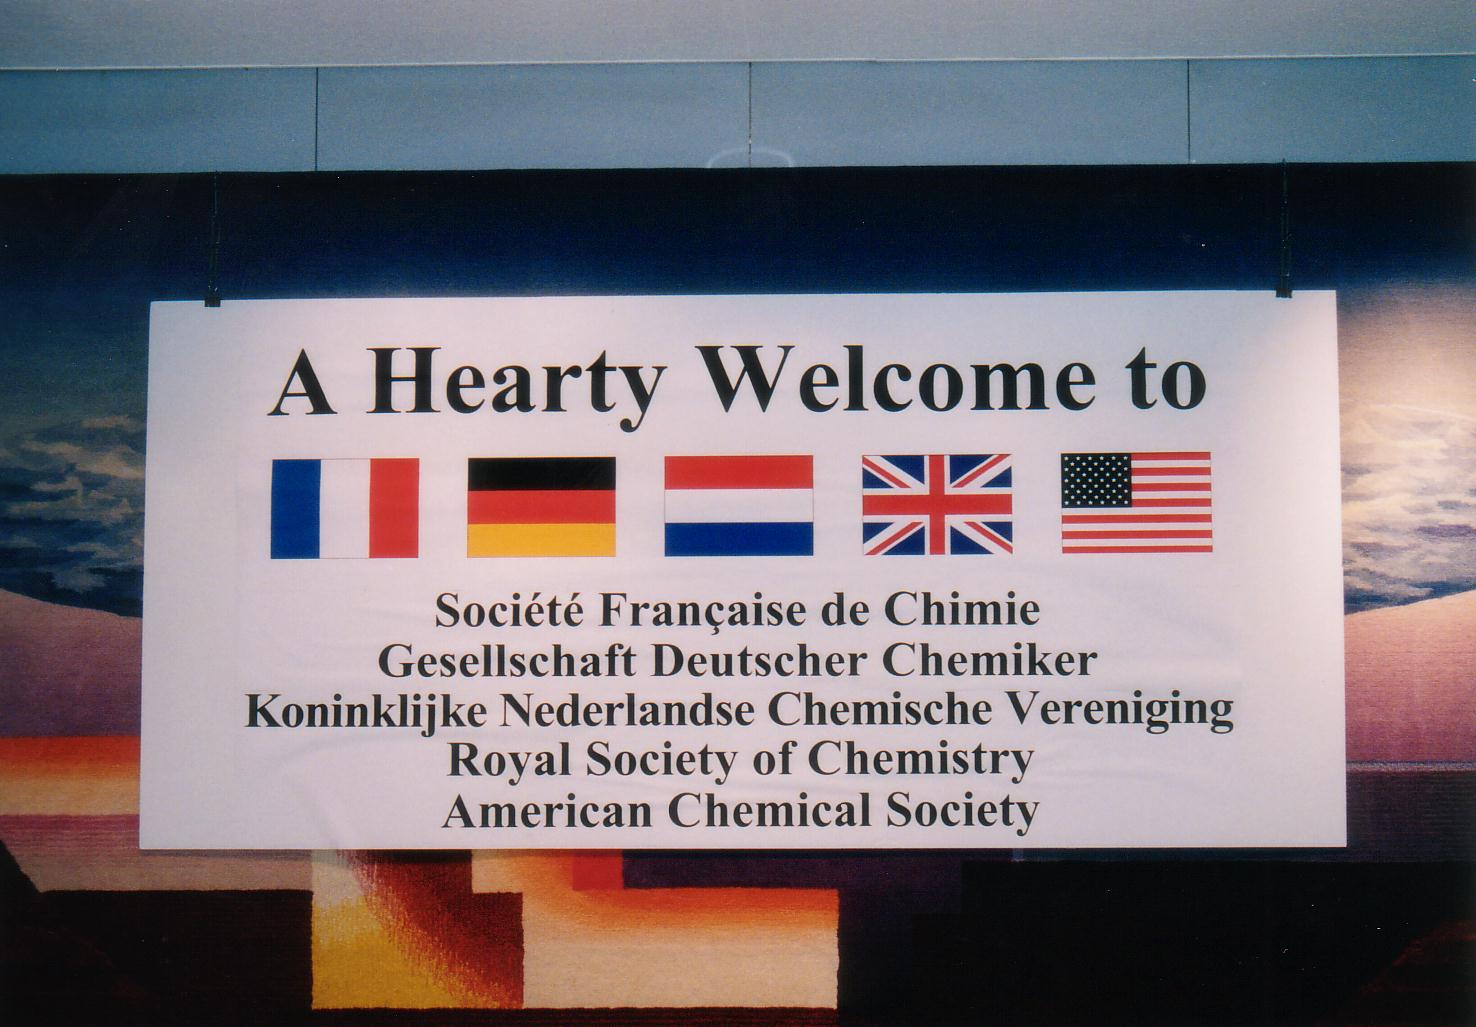 A Hearty Welcome to
Société Française de Chimie
Gesellschaft Deutscher Chemiker
Koninklijke Nederlandse Chemische Vereniging
Royal Society of Chemistry
American Chemical Society